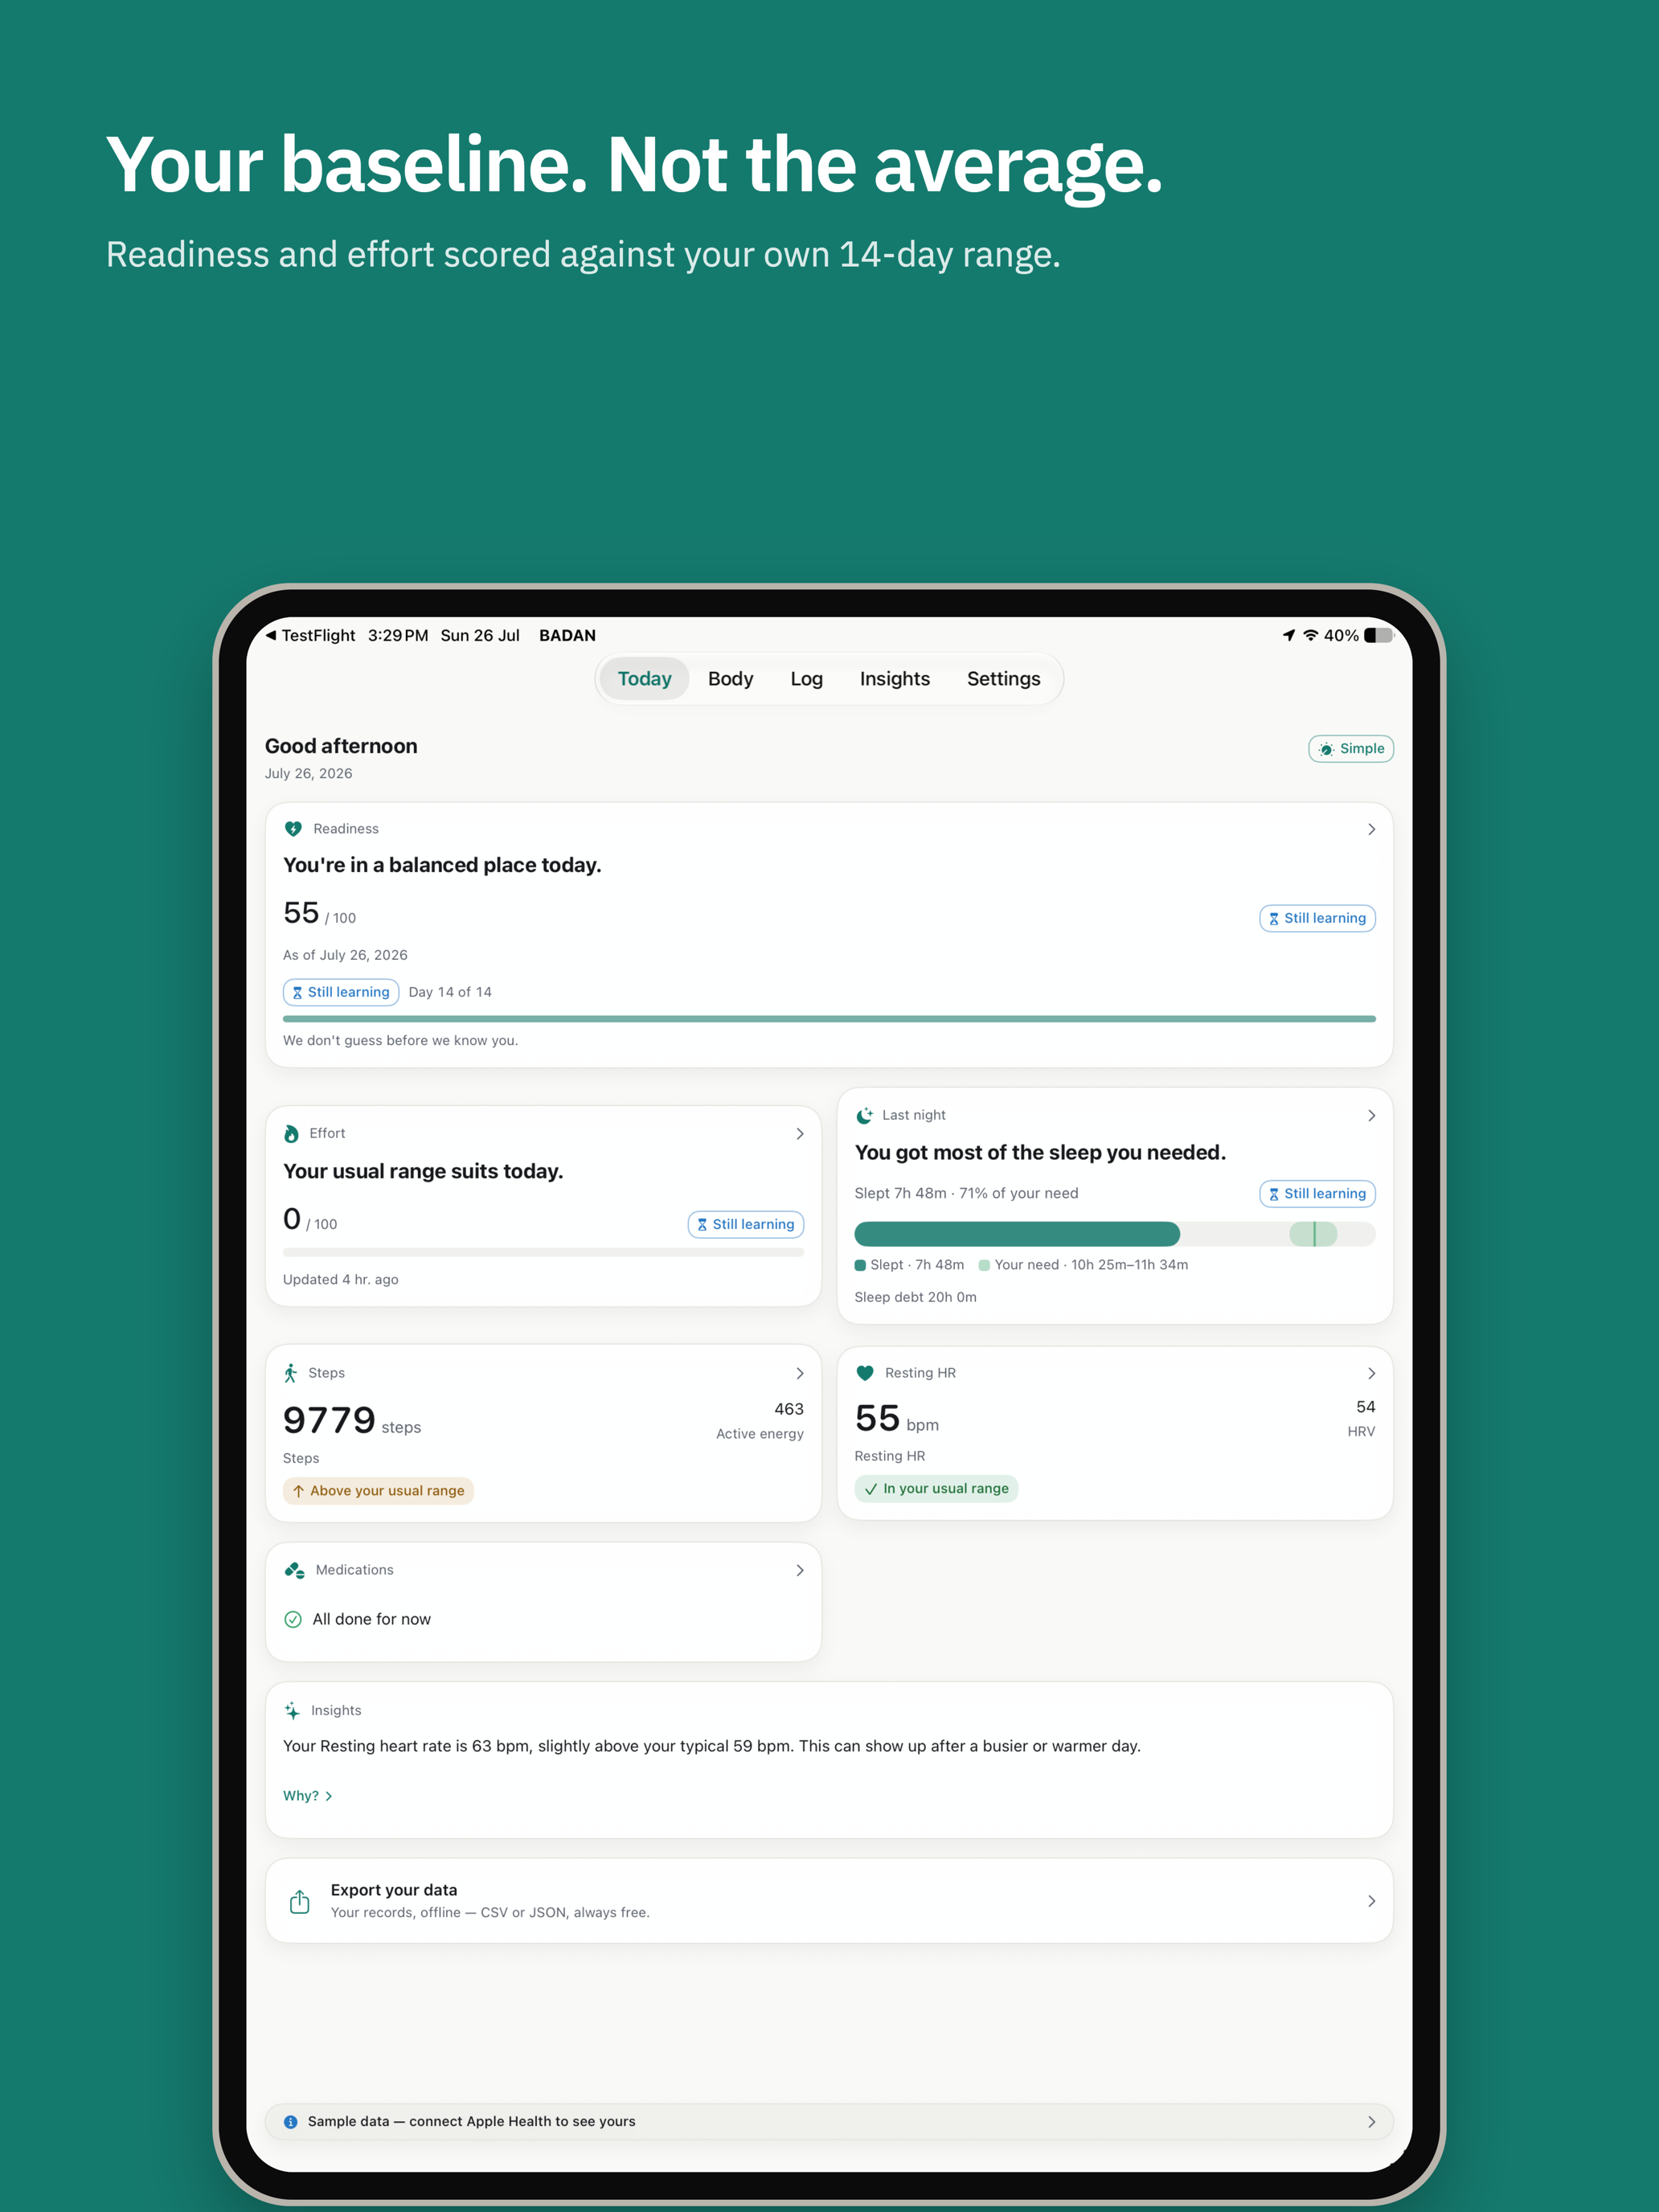 Your baseline. Not the average.
Readiness and effort scored against your own 14-day range.
TestFlight 3:29 PM Sun 26 Jul BADAN 40%
Today Body Log Insights Settings
Good afternoon
Simple
July 26, 2026
Readiness
You're in a balanced place today.
55 / 100
Still learning
As of July 26, 2026
Still learning Day 14 of 14
We don't guess before we know you.
Effort
Your usual range suits today.
0 / 100
Still learning
Updated 4 hr. ago
Last night
You got most of the sleep you needed.
Slept 7h 48m · 71% of your need
Still learning
Slept · 7h 48m Your need · 10h 25m–11h 34m
Sleep debt 20h 0m
Steps
9779 steps
463
Active energy
Steps
Above your usual range
Resting HR
55 bpm
54
HRV
Resting HR
In your usual range
Medications
All done for now
Insights
Your Resting heart rate is 63 bpm, slightly above your typical 59 bpm. This can show up after a busier or warmer day.
Why?
Export your data
Your records, offline — CSV or JSON, always free.
Sample data — connect Apple Health to see yours